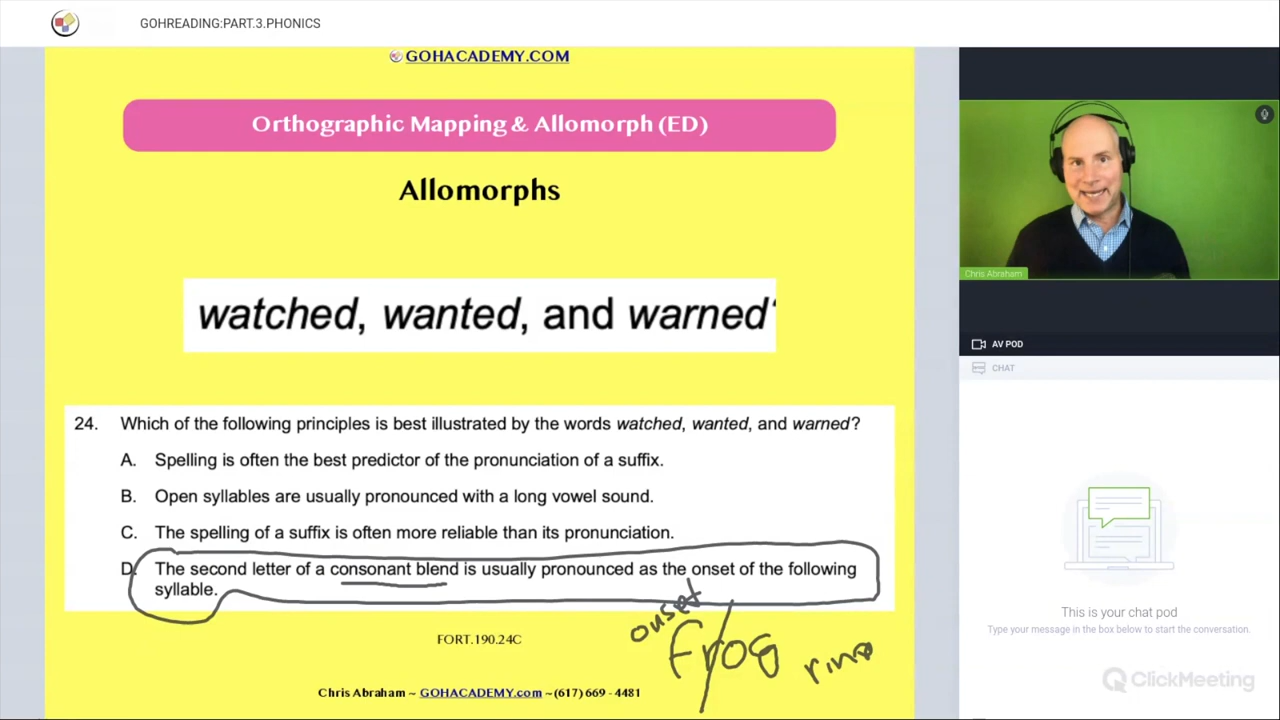 GOHREADING:PART.3.PHONICS
GOHACADEMY.COM
Orthographic Mapping & Allomorph (ED)
Allomorphs
watched, wanted, and warned?
24. Which of the following principles is best illustrated by the words watched, wanted, and warned?
A. Spelling is often the best predictor of the pronunciation of a suffix.
B. Open syllables are usually pronounced with a long vowel sound.
C. The spelling of a suffix is often more reliable than its pronunciation.
D. The second letter of a consonant blend is usually pronounced as the onset of the following
syllable.
onset
frog
rime
FORT.190.24C
Chris Abraham ~ GOHACADEMY.com ~ (617) 669 - 4481
Chris Abraham
AV POD
CHAT
This is your chat pod
Type your message in the box below to start the conversation.
ClickMeeting